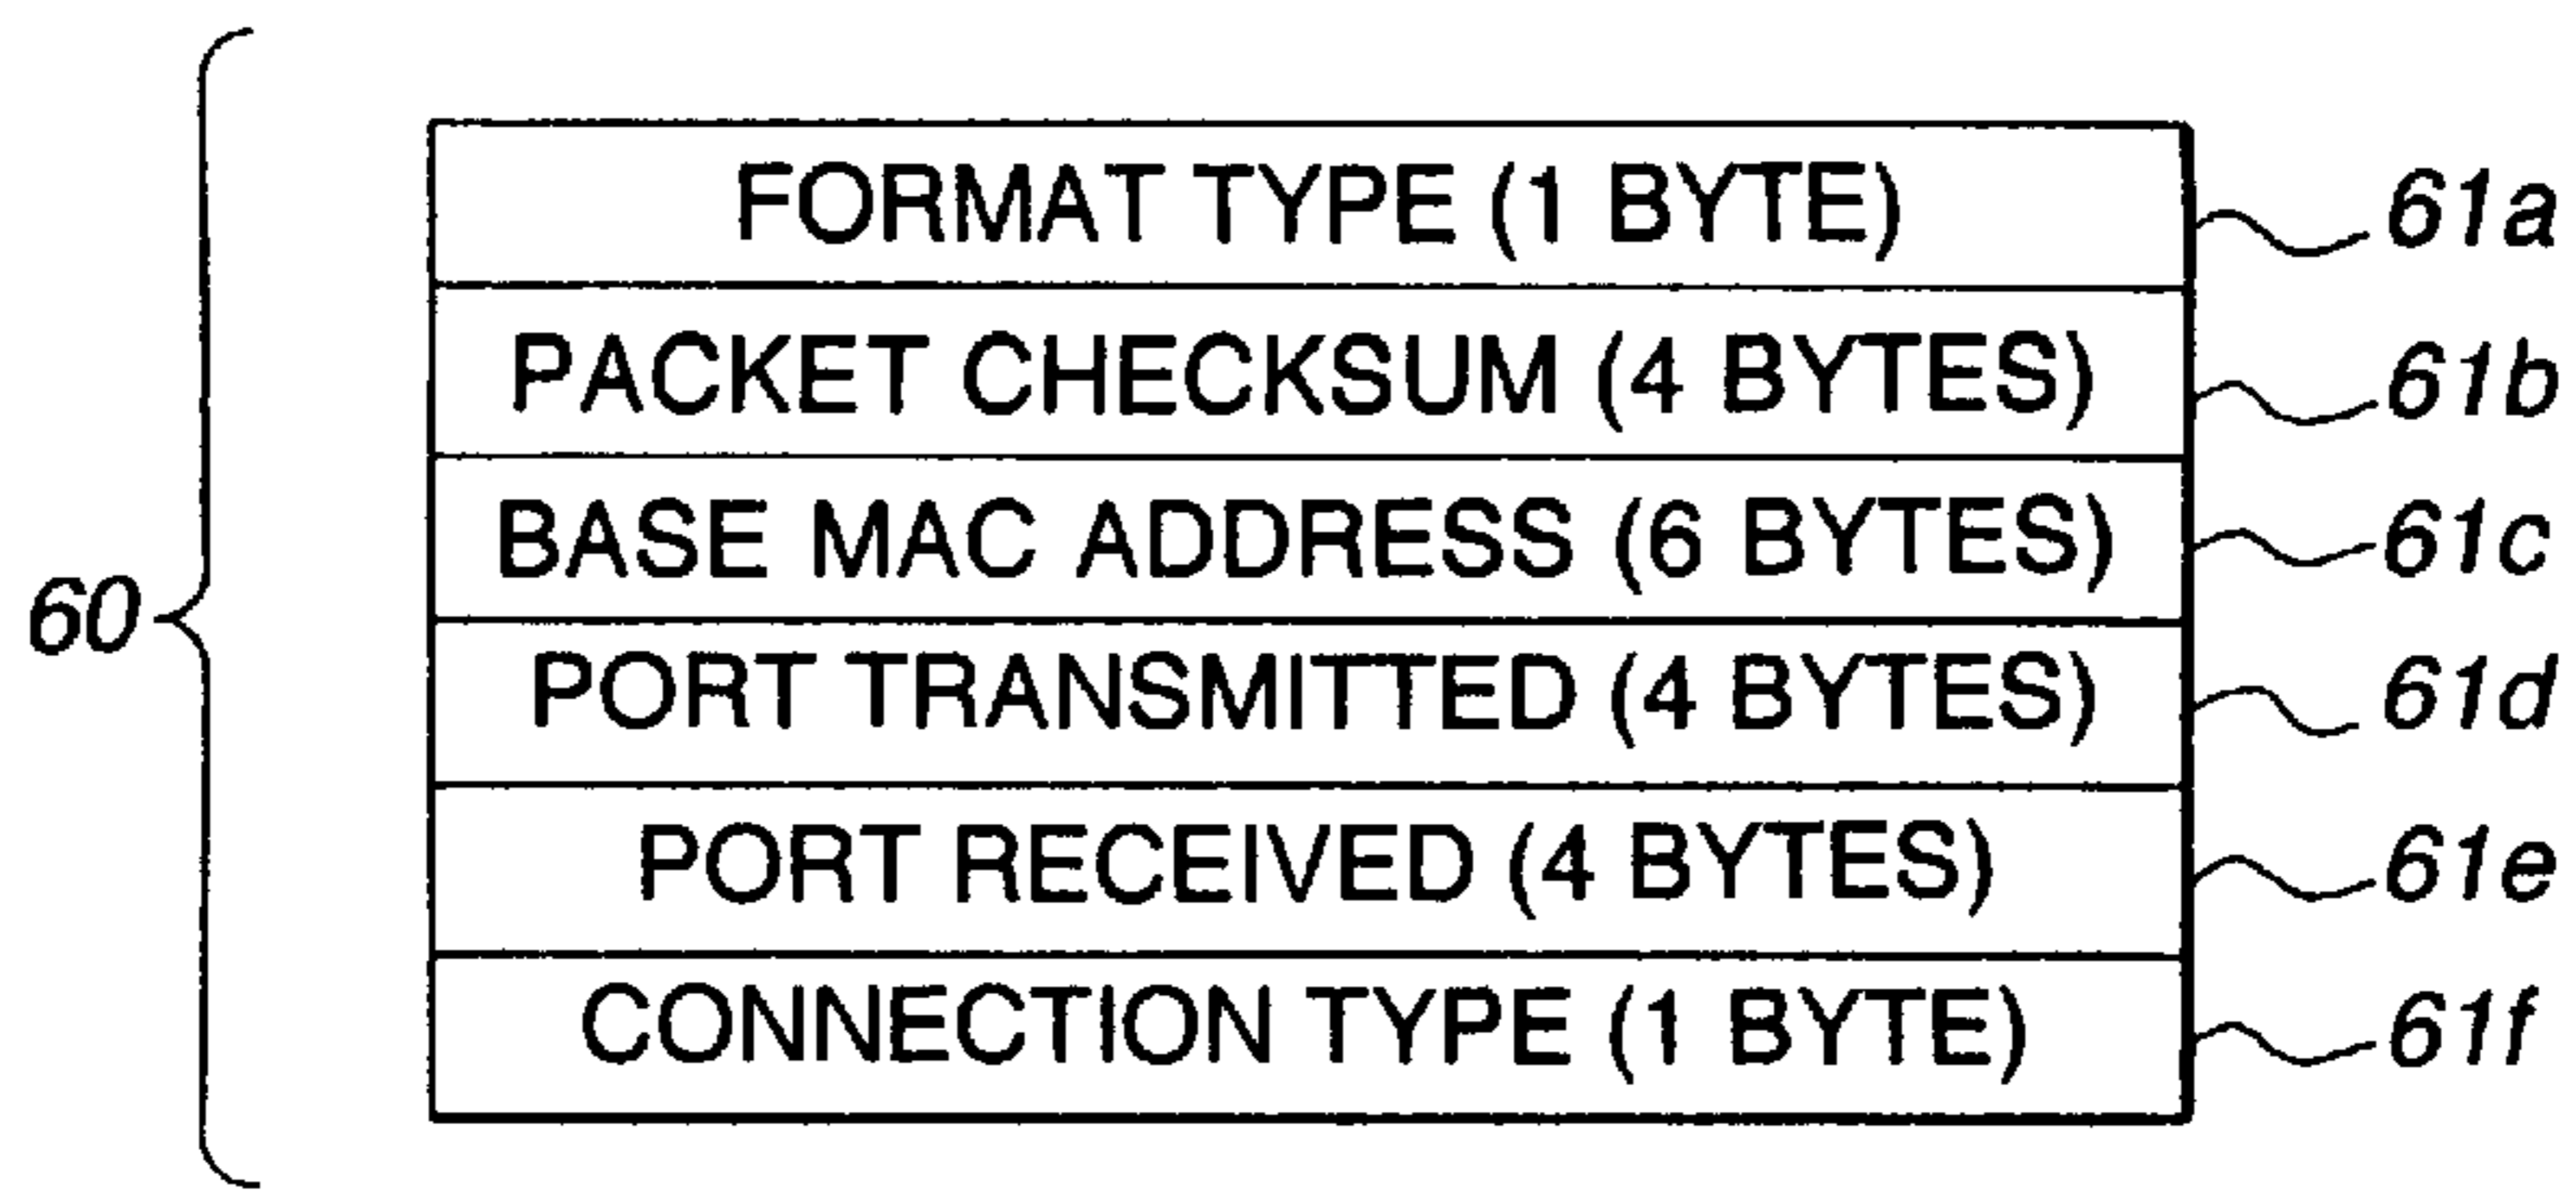 FORMAT TYPE (1 BYTE) 61a
PACKET CHECKSUM (4 BYTES) 61b
BASE MAC ADDRESS (6 BYTES) 61c
60
PORT TRANSMITTED (4 BYTES) 61d
PORT RECEIVED (4 BYTES) 61e
CONNECTION TYPE (1 BYTE) 61f